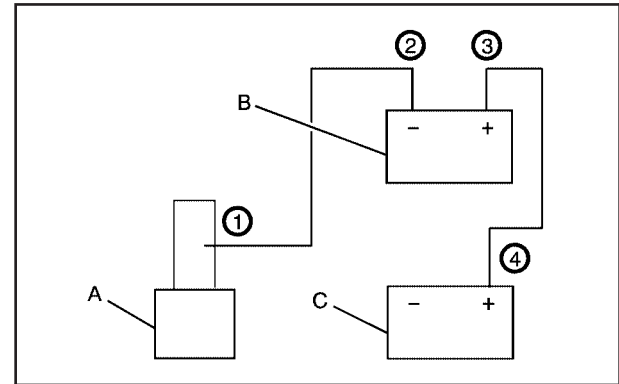 ② ③
B
− +
①
④
A
C
− +